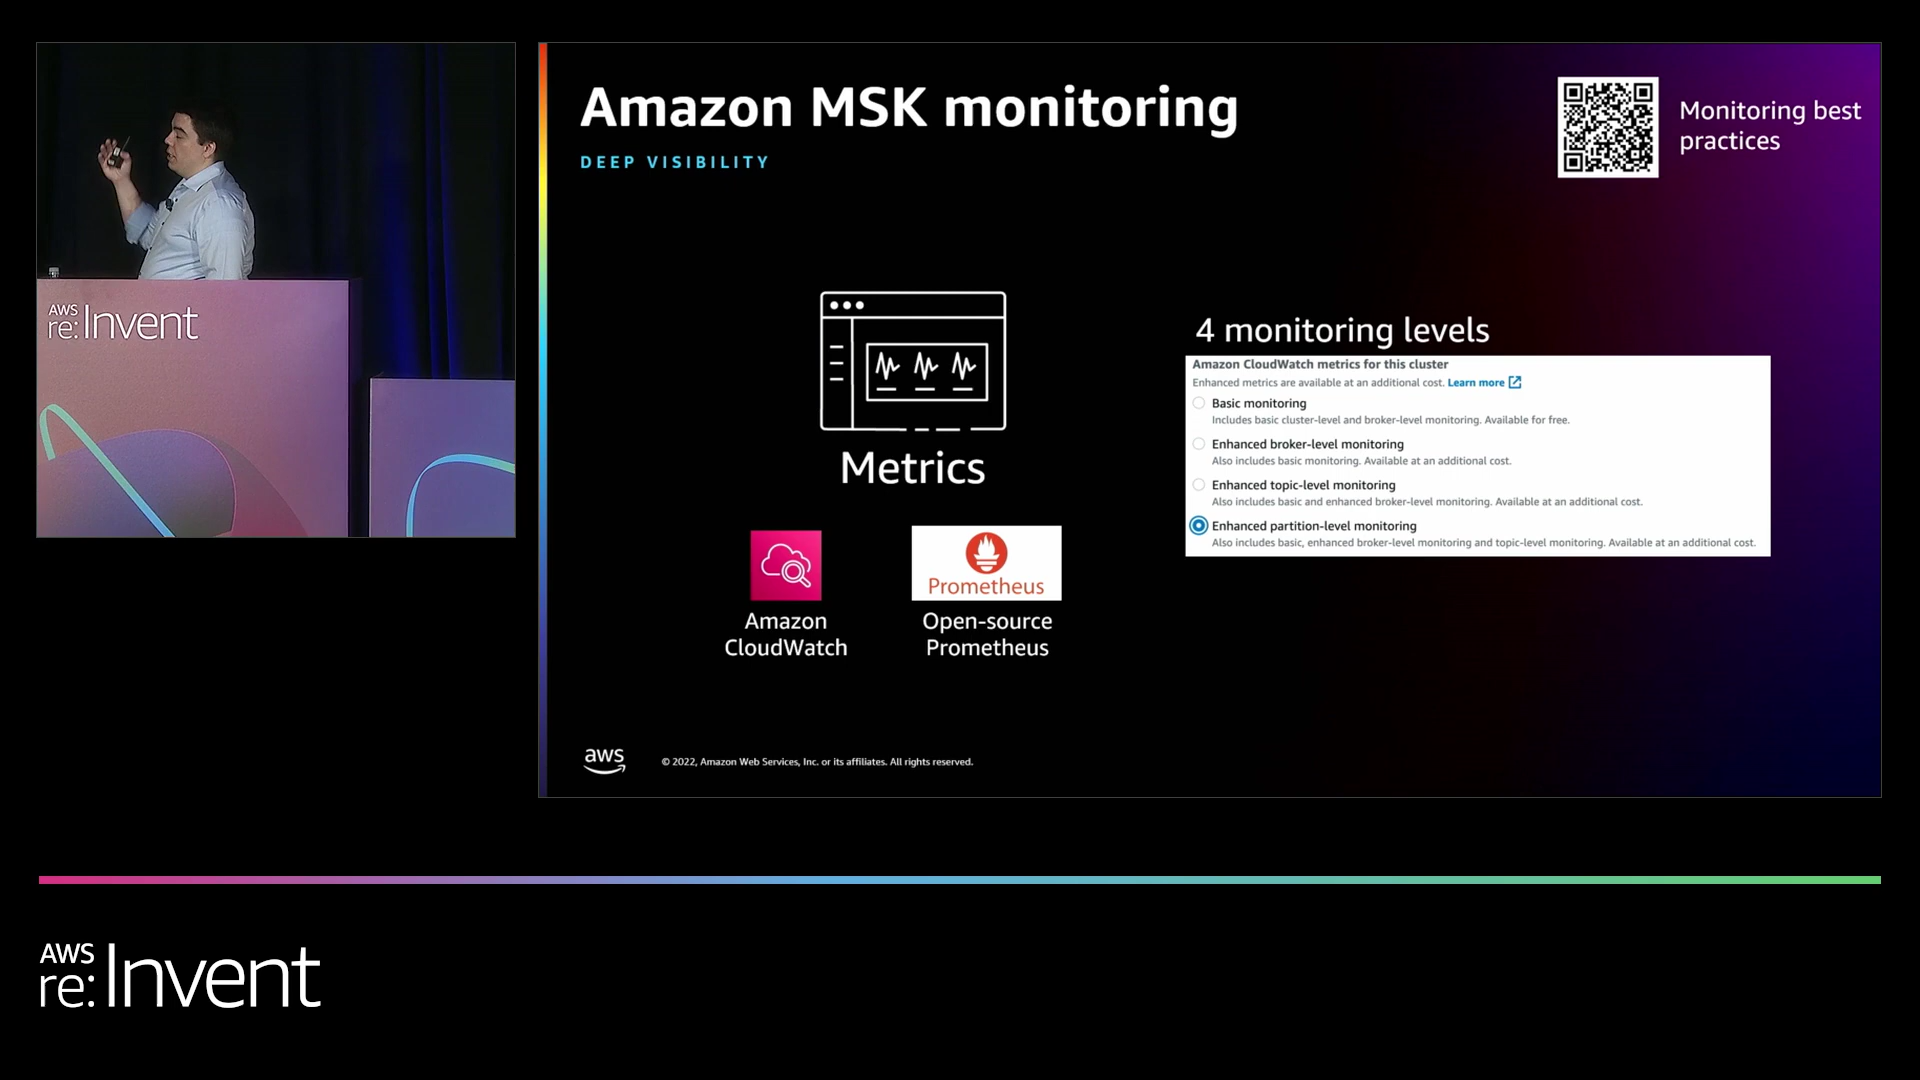 AWS
re:Invent
Amazon MSK monitoring
DEEP VISIBILITY
Monitoring best
practices
Metrics
Amazon
CloudWatch
Prometheus
Open-source
Prometheus
4 monitoring levels
Amazon CloudWatch metrics for this cluster
Enhanced metrics are available at an additional cost. Learn more
Basic monitoring
Includes basic cluster-level and broker-level monitoring. Available for free.
Enhanced broker-level monitoring
Also includes basic monitoring. Available at an additional cost.
Enhanced topic-level monitoring
Also includes basic and enhanced broker-level monitoring. Available at an additional cost.
Enhanced partition-level monitoring
Also includes basic, enhanced broker-level monitoring and topic-level monitoring. Available at an additional cost.
aws
© 2022, Amazon Web Services, Inc. or its affiliates. All rights reserved.
AWS
re:Invent